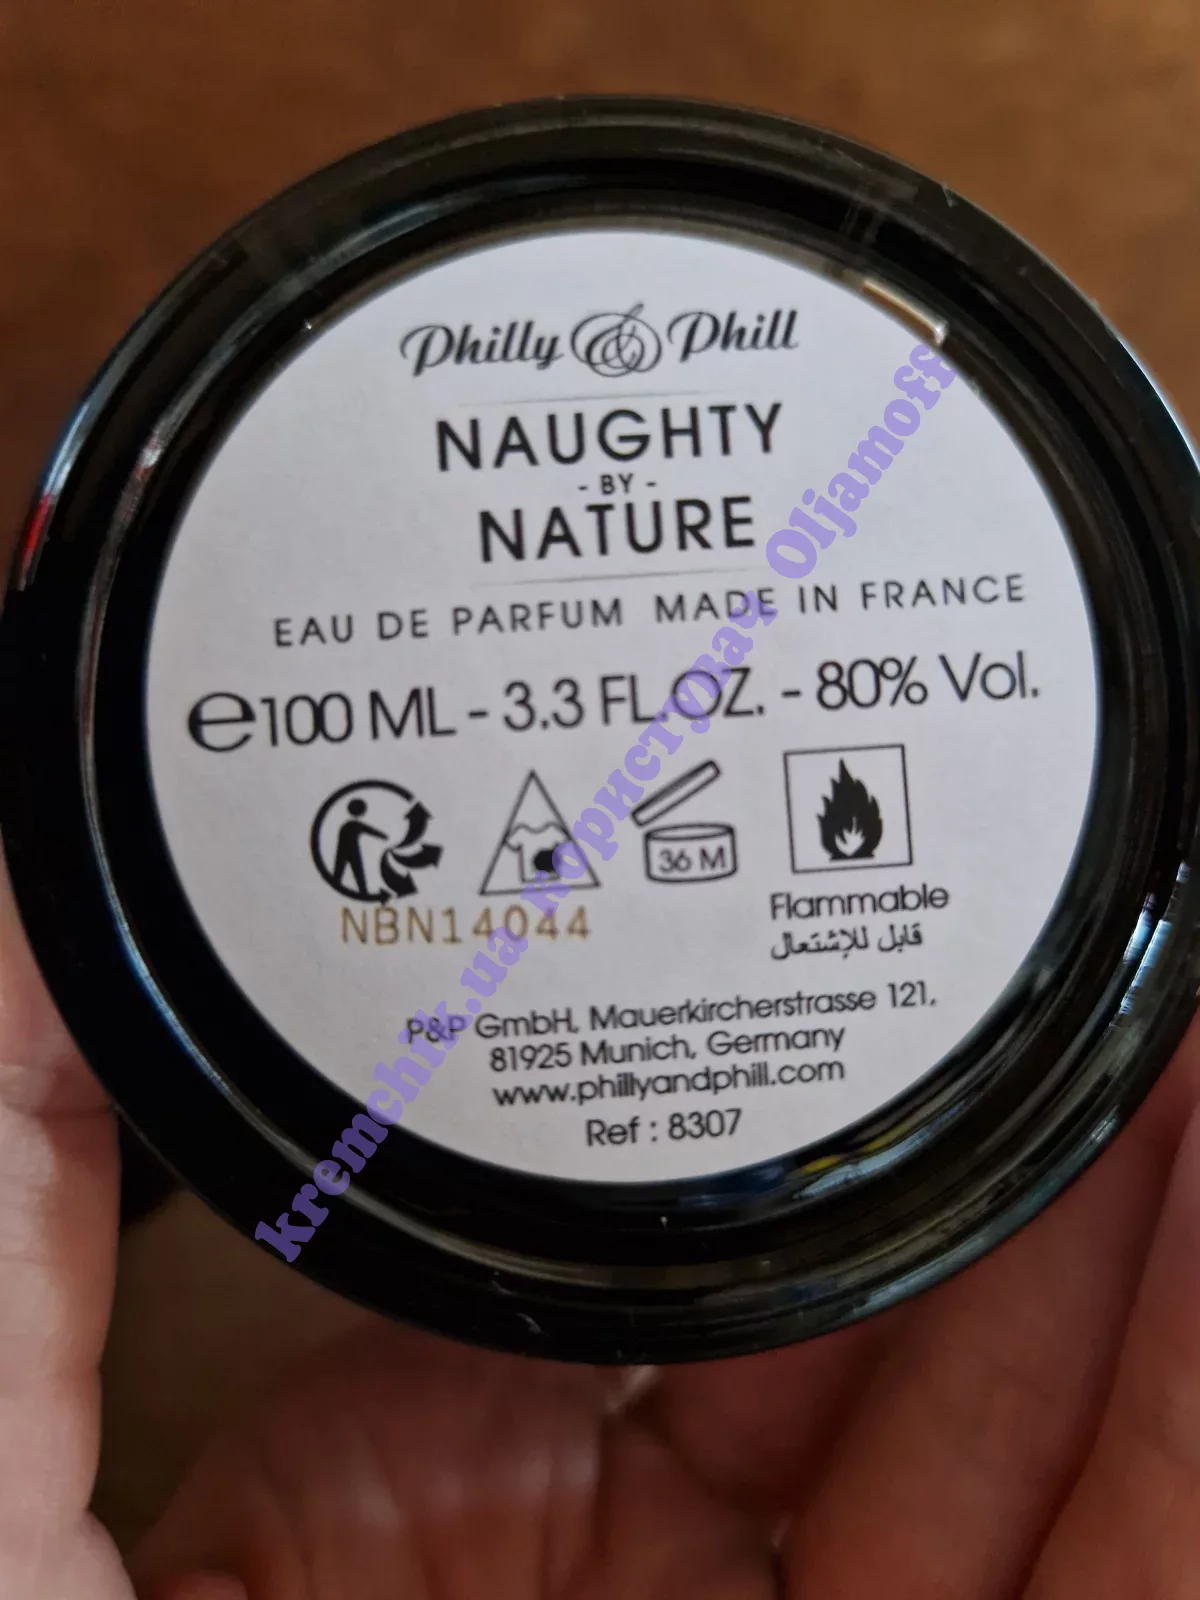 Philly & Phill
NAUGHTY
- BY -
NATURE
EAU DE PARFUM MADE IN FRANCE
℮100 ML - 3.3 FL.OZ. - 80% Vol.
36 M
NBN14044
Flammable
قابل للإشتعال
P&P GmbH, Mauerkircherstrasse 121,
81925 Munich, Germany
www.phillyandphill.com
Ref : 8307
kremchik.ua користувач Oljamoff